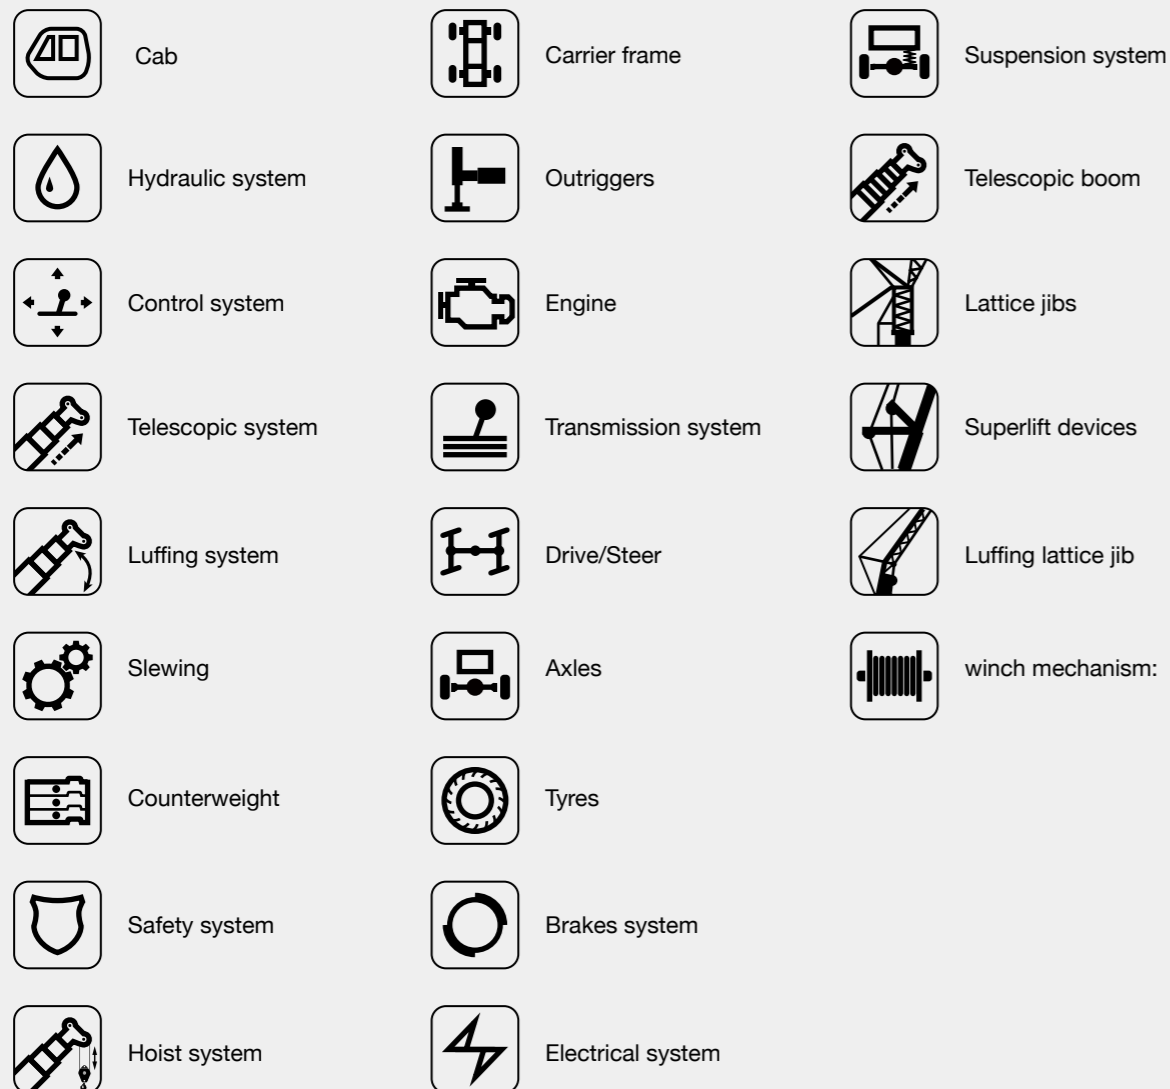 Cab
Hydraulic system
Control system
Telescopic system
Luffing system
Slewing
Counterweight
Safety system
Hoist system
Carrier frame
Outriggers
Engine
Transmission system
Drive/Steer
Axles
Tyres
Brakes system
Electrical system
Suspension system
Telescopic boom
Lattice jibs
Superlift devices
Luffing lattice jib
winch mechanism: